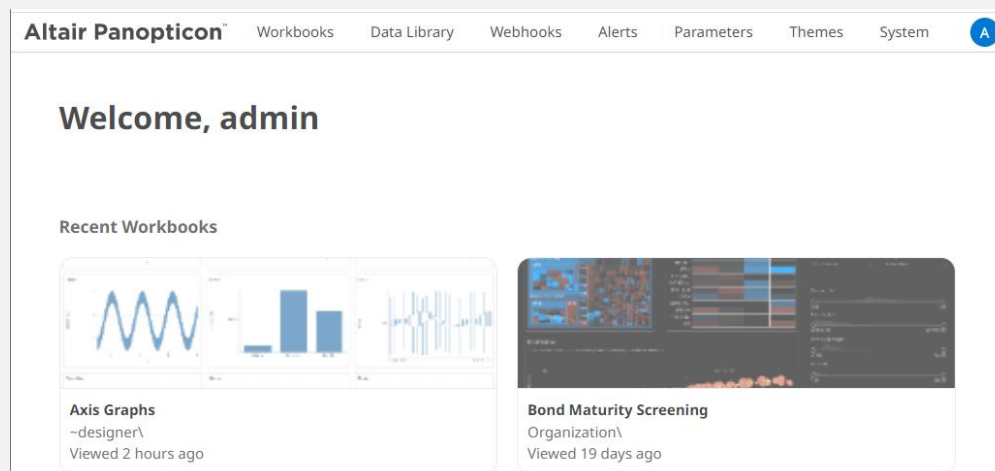 Altair Panopticon™ Workbooks Data Library Webhooks Alerts Parameters Themes System A
Welcome, admin
Recent Workbooks
Axis Graphs
~designer\
Viewed 2 hours ago
Bond Maturity Screening
Organization\
Viewed 19 days ago